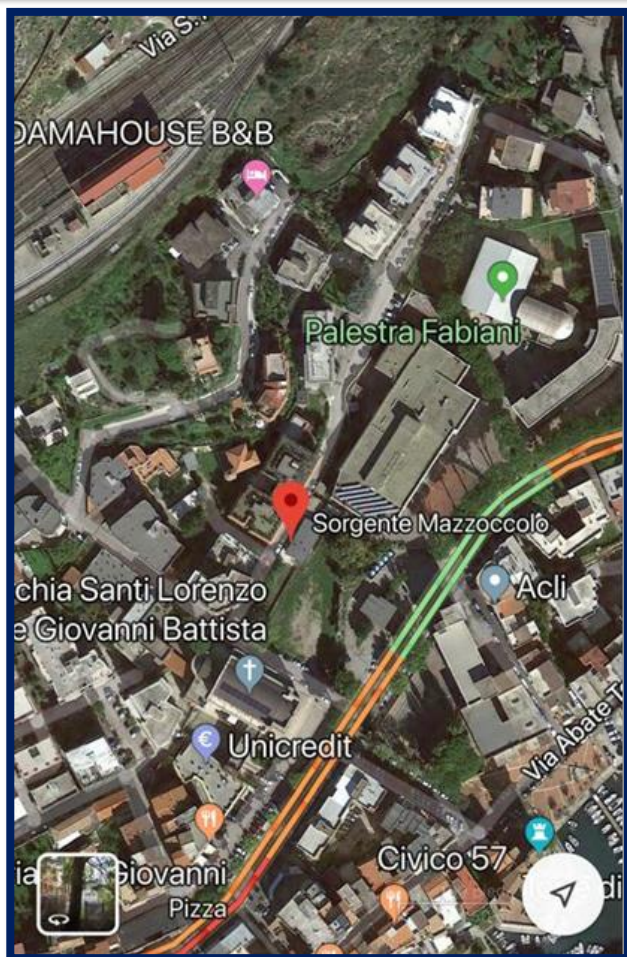 Via S.
DAMAHOUSE B&B
Palestra Fabiani
Sorgente Mazzoccolo
chia Santi Lorenzo
e Giovanni Battista
Acli
Unicredit
Via Abate T
Civico 57
Giovanni
Pizza